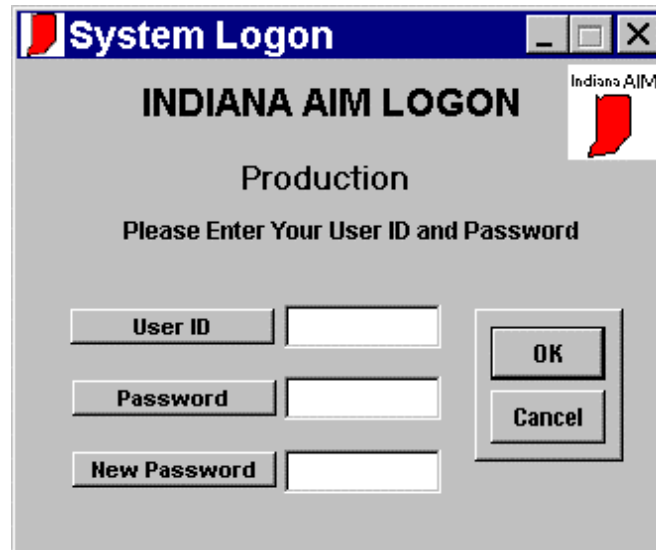 System Logon
INDIANA AIM LOGON
Indiana AIM
Production
Please Enter Your User ID and Password
User ID
OK
Password
Cancel
New Password